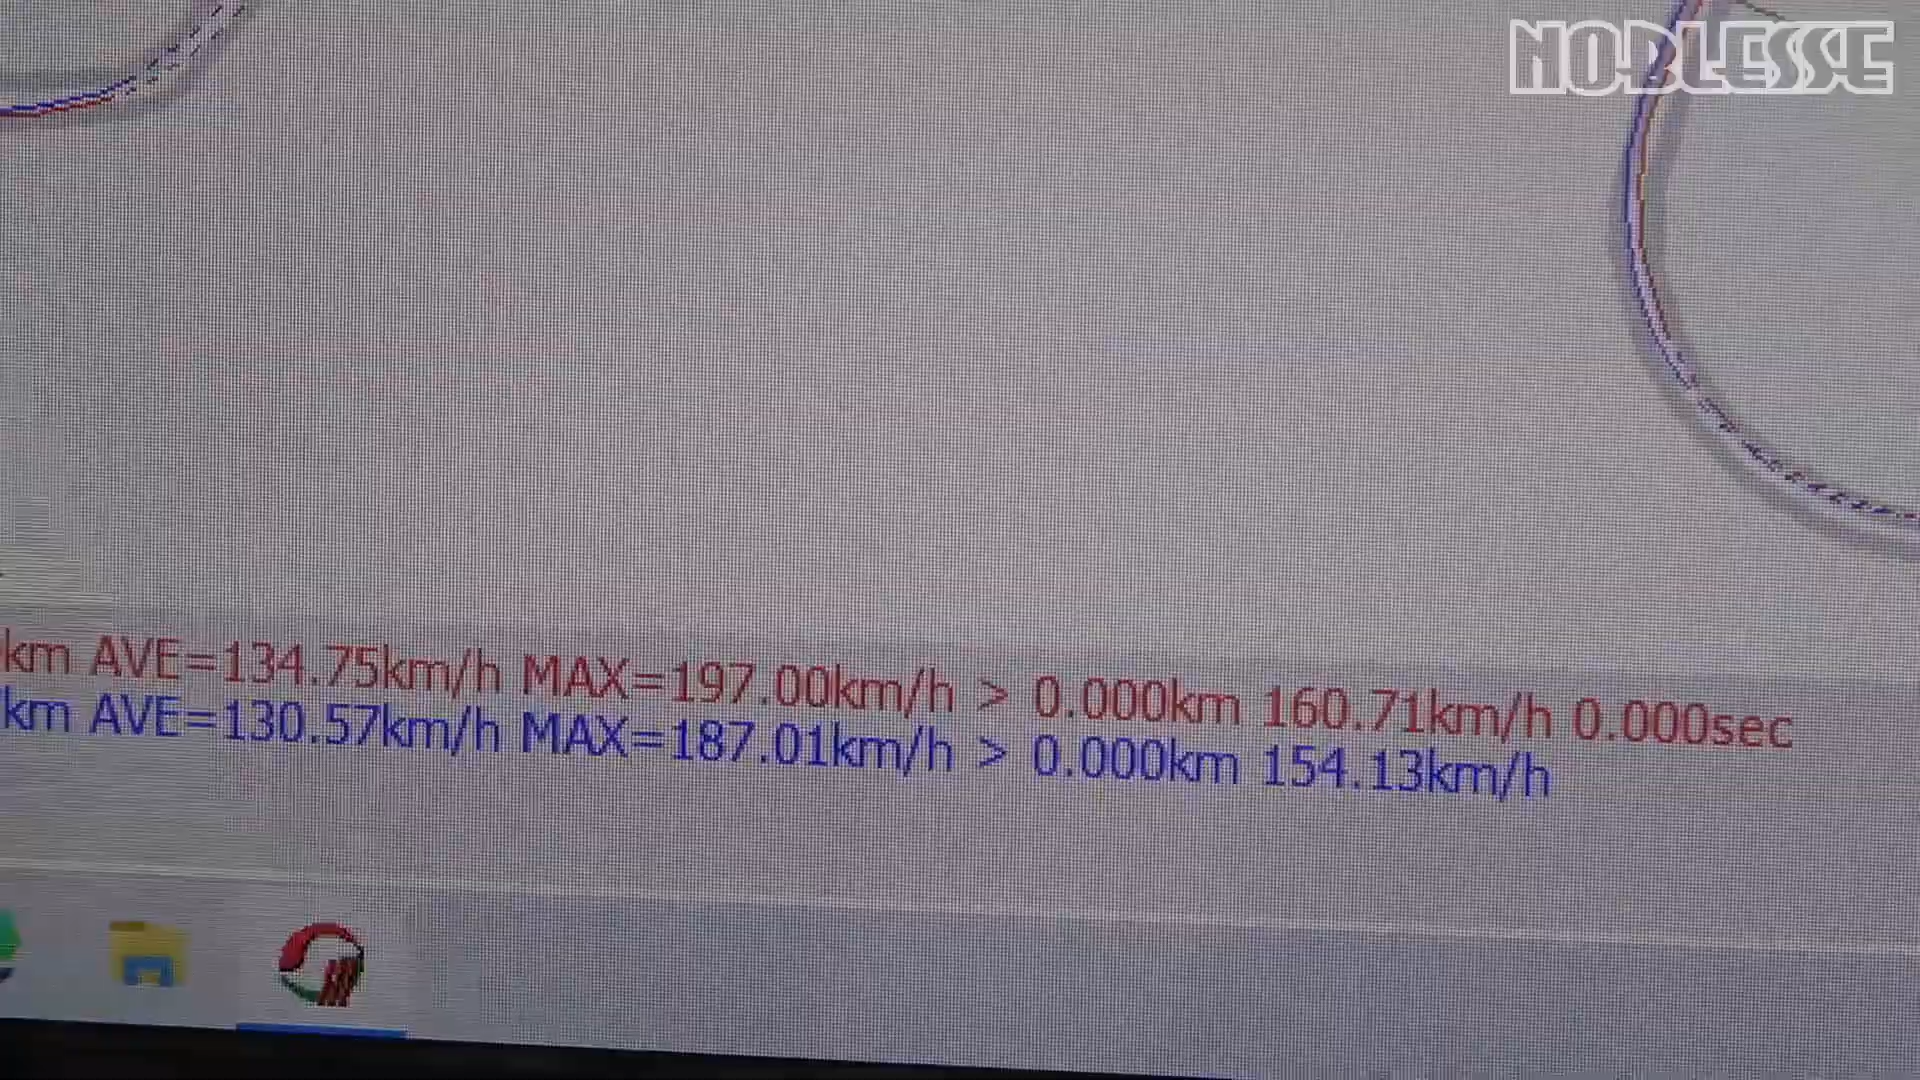 NOBLESSE
km AVE=134.75km/h MAX=197.00km/h > 0.000km 160.71km/h 0.000sec
km AVE=130.57km/h MAX=187.01km/h > 0.000km 154.13km/h